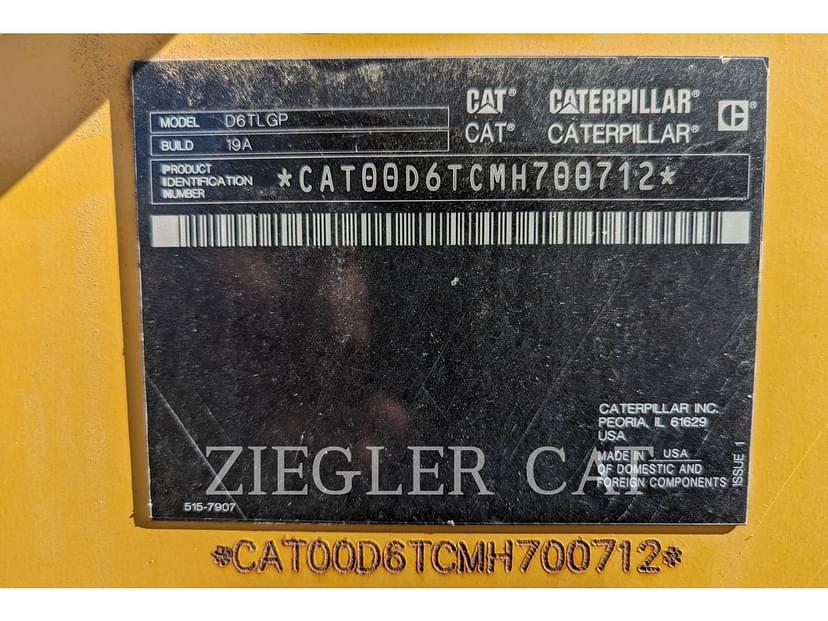 CAT® CATERPILLAR®
CAT® CATERPILLAR® C®
MODEL D6TLGP
BUILD 19A
PRODUCT
IDENTIFICATION
NUMBER
*CAT00D6TCMH700712*
CATERPILLAR INC.
PEORIA, IL 61629
USA
MADE IN USA
OF DOMESTIC AND
FOREIGN COMPONENTS
ISSUE 1
ZIEGLER CAT
515-7907
*CAT00D6TCMH700712*